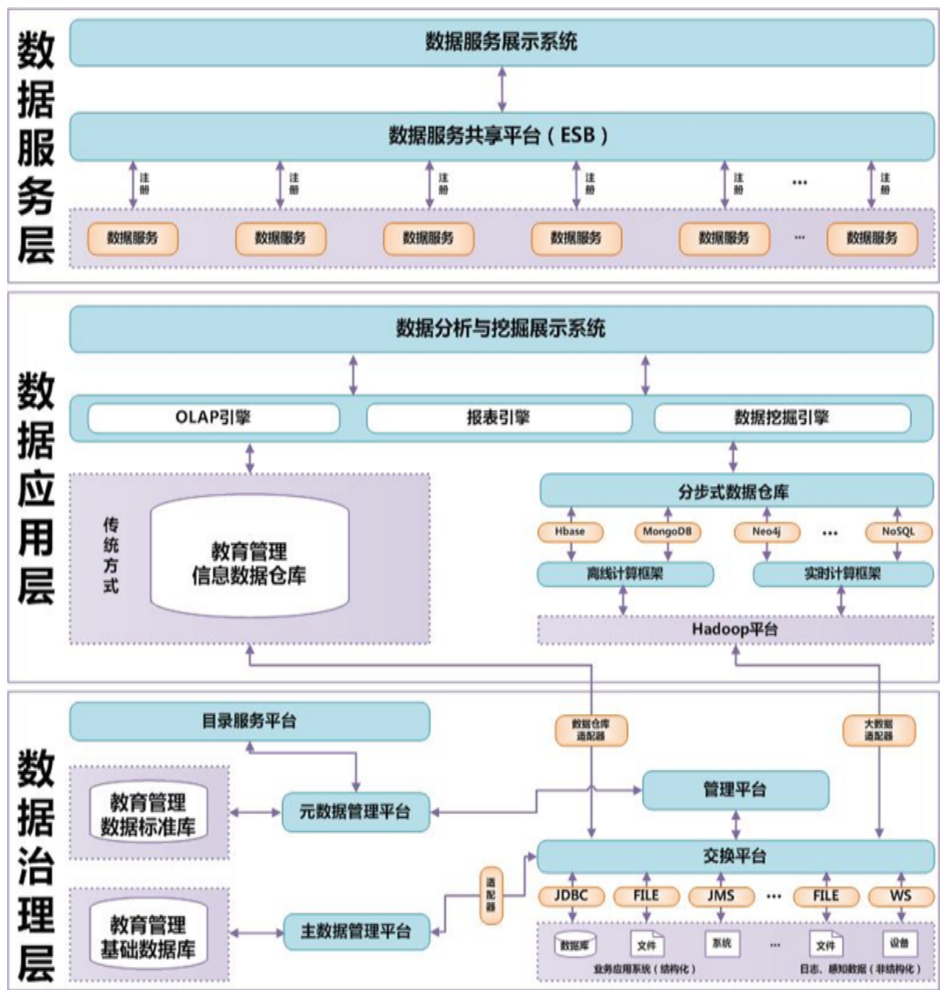 数据服务层
数据服务展示系统
数据服务共享平台（ESB）
注册 注册 注册 注册 注册 ... 注册
数据服务 数据服务 数据服务 数据服务 数据服务 ... 数据服务
数据应用层
数据分析与挖掘展示系统
OLAP引擎 报表引擎 数据挖掘引擎
传统方式
教育管理
信息数据仓库
分步式数据仓库
Hbase MongoDB Neo4j ... NoSQL
离线计算框架 实时计算框架
Hadoop平台
数据治理层
目录服务平台
数据仓库
适配器
大数据
适配器
教育管理
数据标准库
元数据管理平台
管理平台
交换平台
适配器
JDBC FILE JMS ... FILE WS
教育管理
基础数据库
主数据管理平台
数据库 文件 系统 ... 文件 设备
业务应用系统（结构化） 日志、感知数据（非结构化）